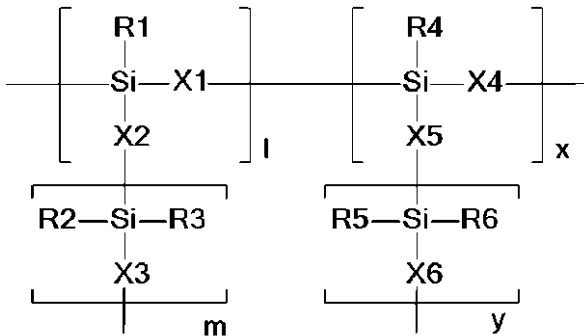 R1 R4
Si X1 Si X4
X2 l X5 x
R2 Si R3 R5 Si R6
X3 X6
m y